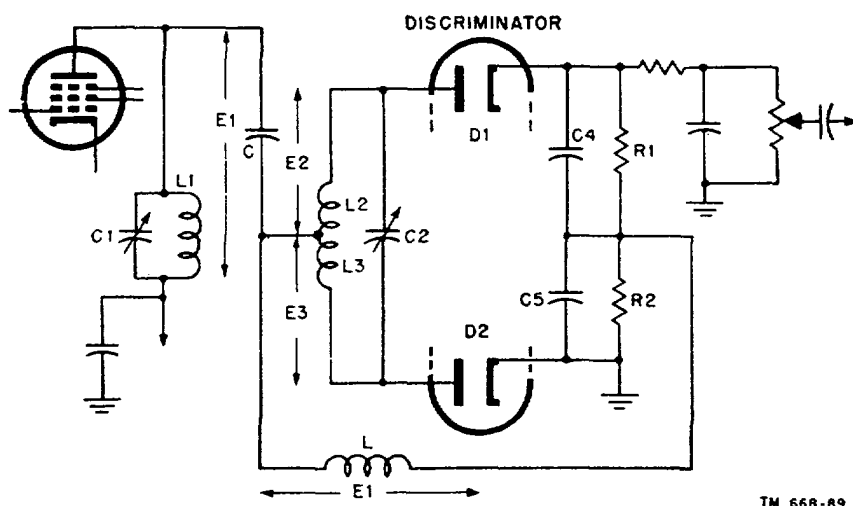 DISCRIMINATOR
E1
C
E2
D1
C4
R1
L1
C1
L2
L3
C2
E3
C5
R2
D2
L
E1
TM 668-89